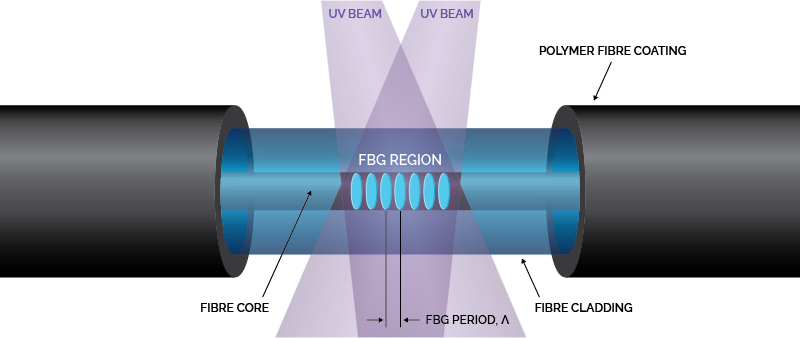 UV BEAM
UV BEAM
POLYMER FIBRE COATING
FBG REGION
FIBRE CORE
FIBRE CLADDING
FBG PERIOD, Λ